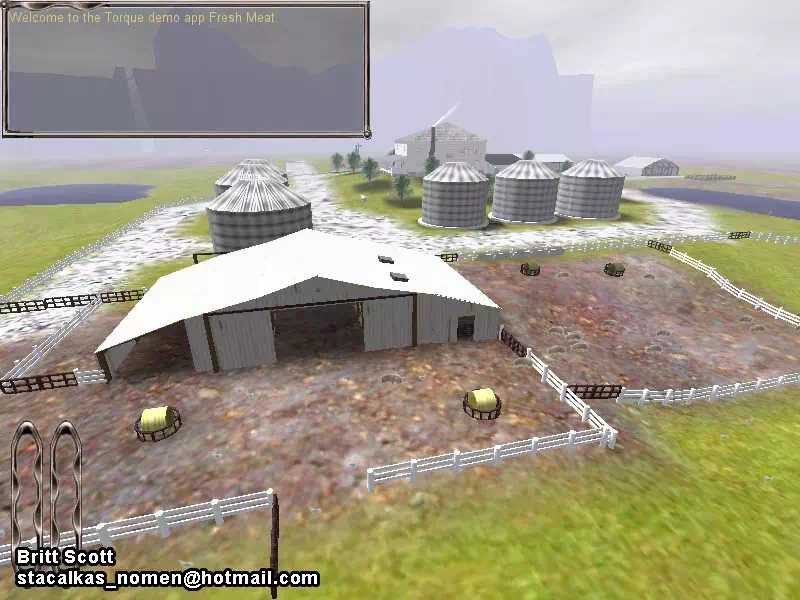 Welcome to the Torque demo app Fresh Meat.
Britt Scott
stacalkas_nomen@hotmail.com